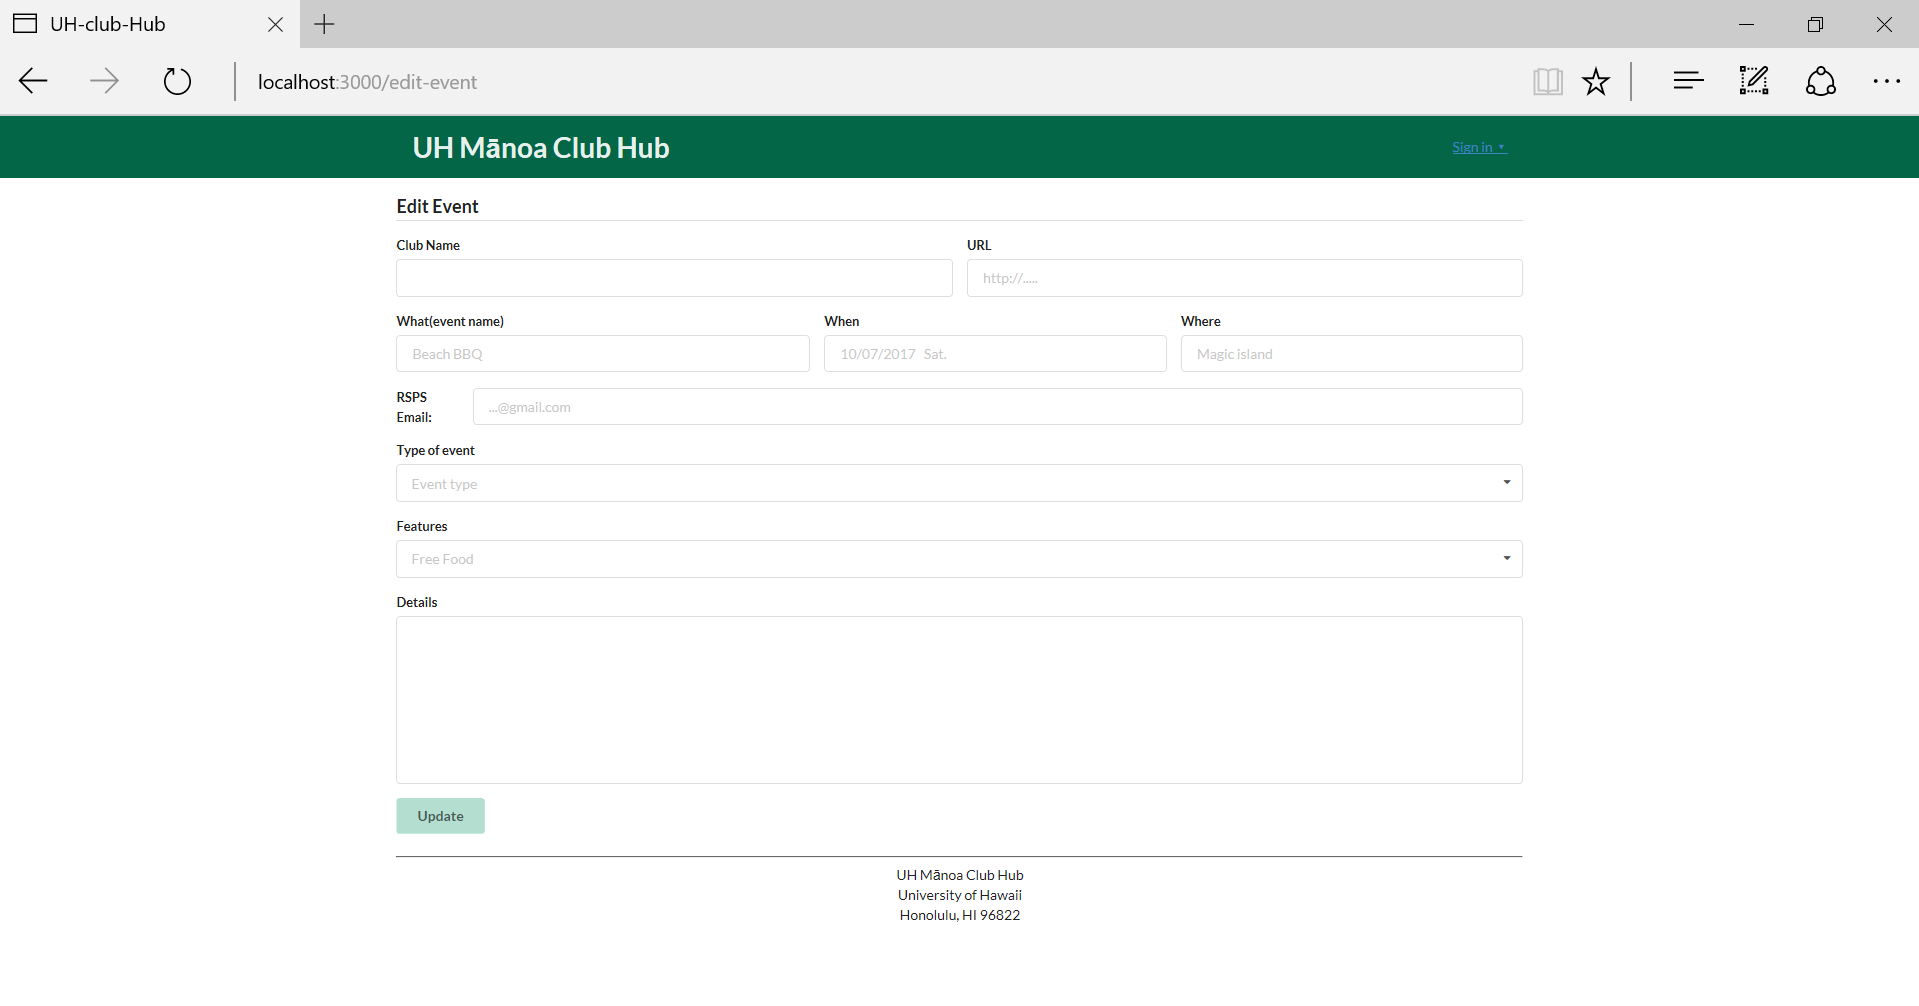 UH-club-Hub
localhost:3000/edit-event
UH Mānoa Club Hub
Sign in
Edit Event
Club Name URL
http://.....
What(event name) When Where
Beach BBQ 10/07/2017 Sat. Magic island
RSPS
Email:
...@gmail.com
Type of event
Event type
Features
Free Food
Details
Update
UH Mānoa Club Hub
University of Hawaii
Honolulu, HI 96822